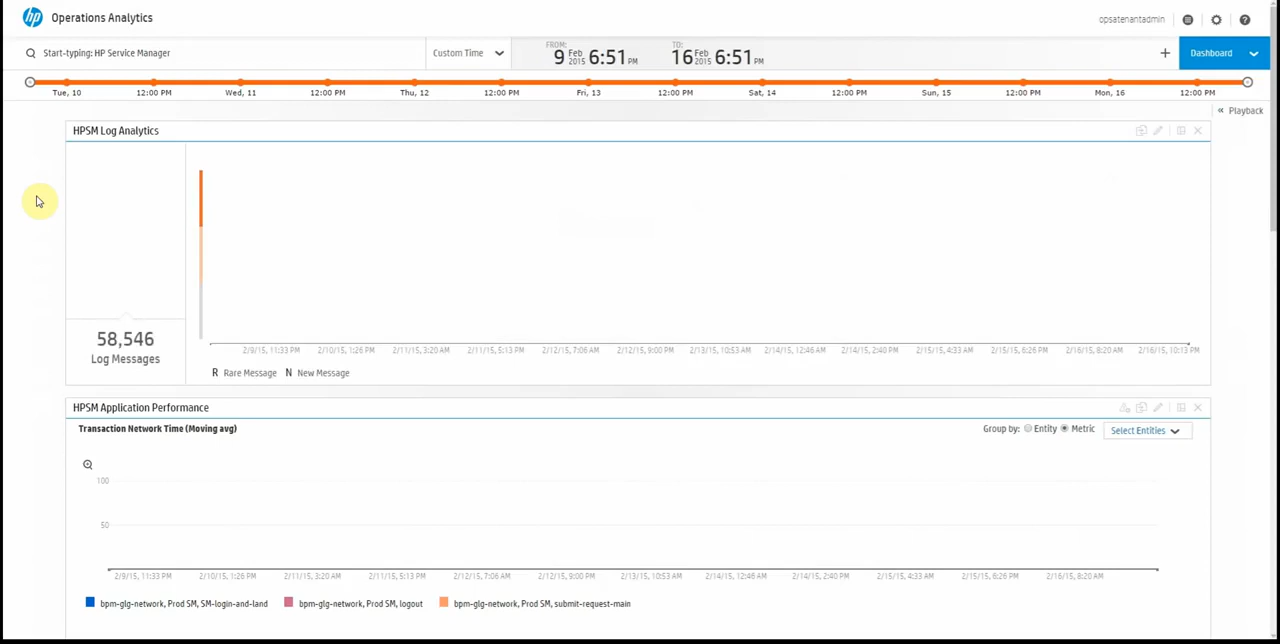 hp Operations Analytics
opsatenantadmin
Start-typing: HP Service Manager
Custom Time
FROM: 9 Feb 2015 6:51 PM
TO: 16 Feb 2015 6:51 PM
Dashboard
Tue, 10 12:00 PM Wed, 11 12:00 PM Thu, 12 12:00 PM Fri, 13 12:00 PM Sat, 14 12:00 PM Sun, 15 12:00 PM Mon, 16 12:00 PM
« Playback
HPSM Log Analytics
58,546
Log Messages
2/9/15, 11:33 PM 2/10/15, 1:26 PM 2/11/15, 3:20 AM 2/11/15, 5:13 PM 2/12/15, 7:06 AM 2/12/15, 9:00 PM 2/13/15, 10:53 AM 2/14/15, 12:46 AM 2/14/15, 2:40 PM 2/15/15, 4:33 AM 2/15/15, 6:26 PM 2/16/15, 8:20 AM 2/16/15, 10:13 PM
R Rare Message N New Message
HPSM Application Performance
Transaction Network Time (Moving avg)
Group by: Entity Metric Select Entities
100
50
2/9/15, 11:33 PM 2/10/15, 1:26 PM 2/11/15, 3:20 AM 2/11/15, 5:13 PM 2/12/15, 7:06 AM 2/12/15, 9:00 PM 2/13/15, 10:53 AM 2/14/15, 12:46 AM 2/14/15, 2:40 PM 2/15/15, 4:33 AM 2/15/15, 6:26 PM 2/16/15, 8:20 AM
bpm-glg-network, Prod SM, SM-login-and-land bpm-glg-network, Prod SM, logout bpm-glg-network, Prod SM, submit-request-main